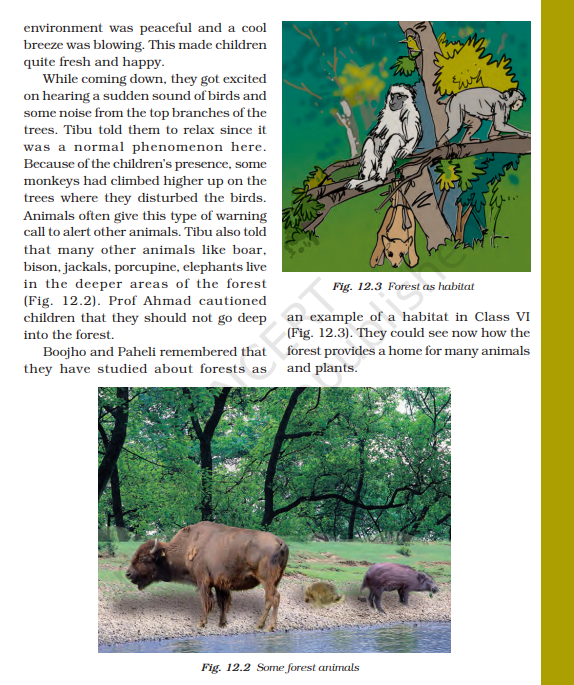 environment was peaceful and a cool
breeze was blowing. This made children
quite fresh and happy.
While coming down, they got excited
on hearing a sudden sound of birds and
some noise from the top branches of the
trees. Tibu told them to relax since it
was a normal phenomenon here.
Because of the children's presence, some
monkeys had climbed higher up on the
trees where they disturbed the birds.
Animals often give this type of warning
call to alert other animals. Tibu also told
that many other animals like boar,
bison, jackals, porcupine, elephants live
in the deeper areas of the forest
(Fig. 12.2). Prof Ahmad cautioned
children that they should not go deep
into the forest.
Boojho and Paheli remembered that
they have studied about forests as
Fig. 12.3 Forest as habitat
an example of a habitat in Class VI
(Fig. 12.3). They could see now how the
forest provides a home for many animals
and plants.
Fig. 12.2 Some forest animals
NCERT